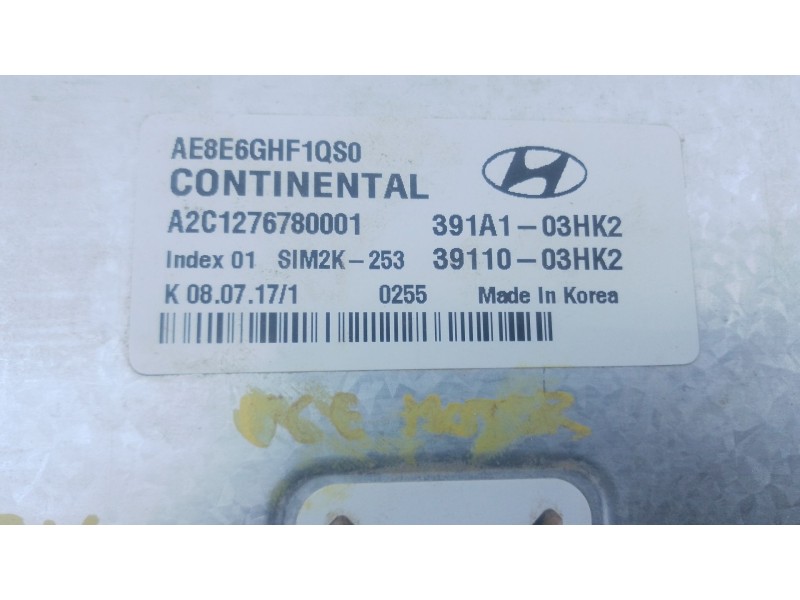 AE8E6GHF1QS0
CONTINENTAL
A2C1276780001 391A1-03HK2
Index 01 SIM2K-253 39110-03HK2
K 08.07.17/1 0255 Made In Korea
MOTOR